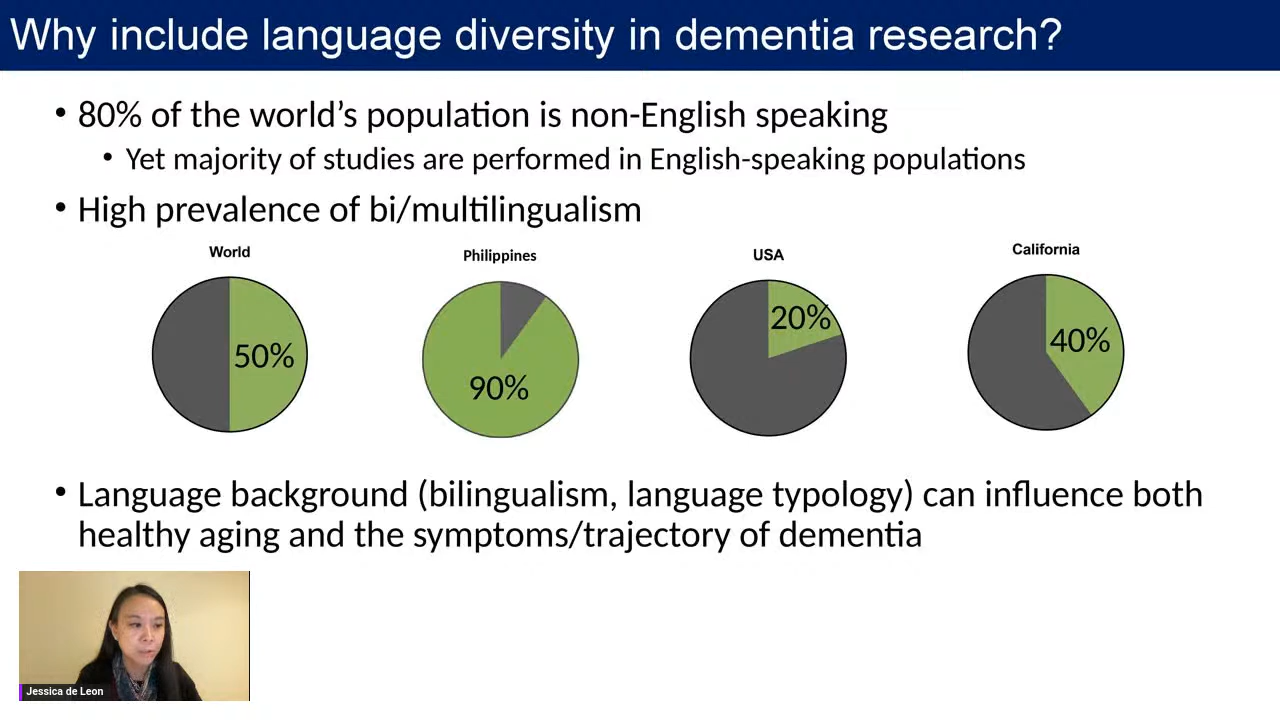 Why include language diversity in dementia research?
• 80% of the world’s population is non-English speaking
• Yet majority of studies are performed in English-speaking populations
• High prevalence of bi/multilingualism
World
Philippines
USA
California
50%
90%
20%
40%
• Language background (bilingualism, language typology) can influence both
healthy aging and the symptoms/trajectory of dementia
Jessica de Leon